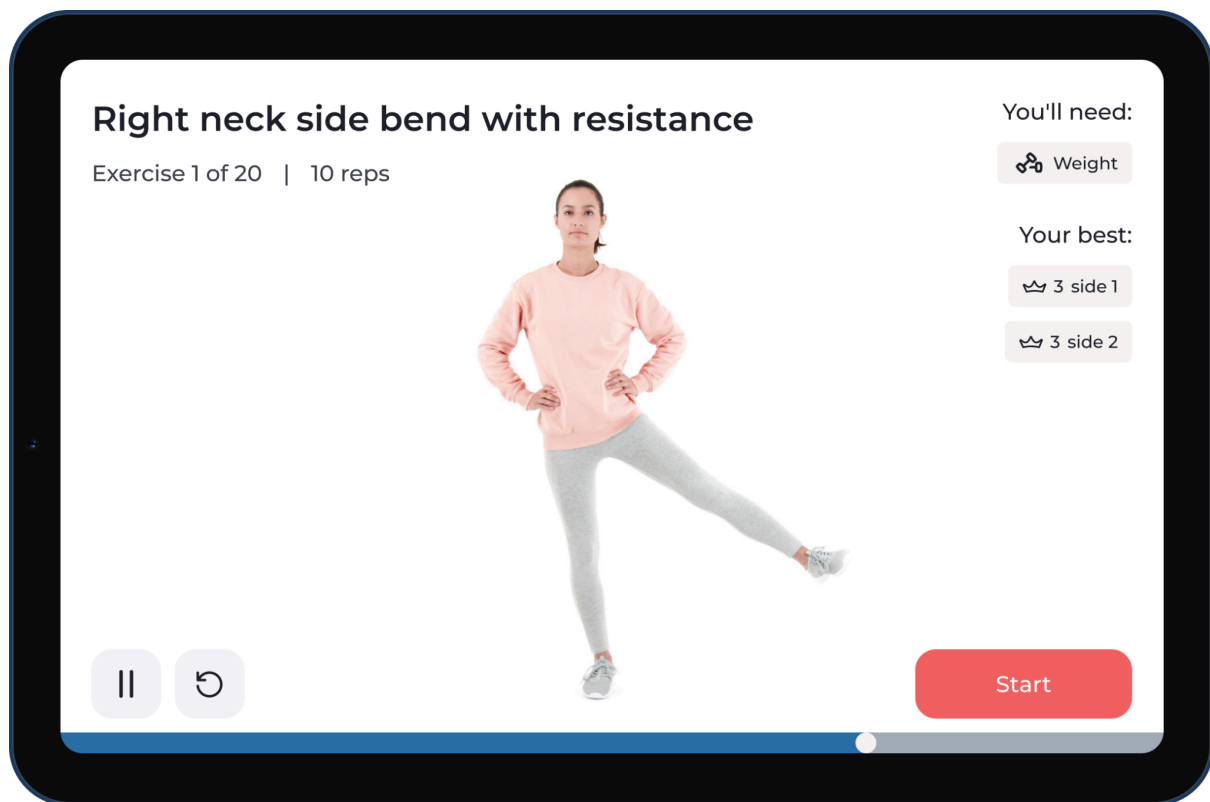 Right neck side bend with resistance
Exercise 1 of 20 | 10 reps
You'll need:
Weight
Your best:
3 side 1
3 side 2
Start